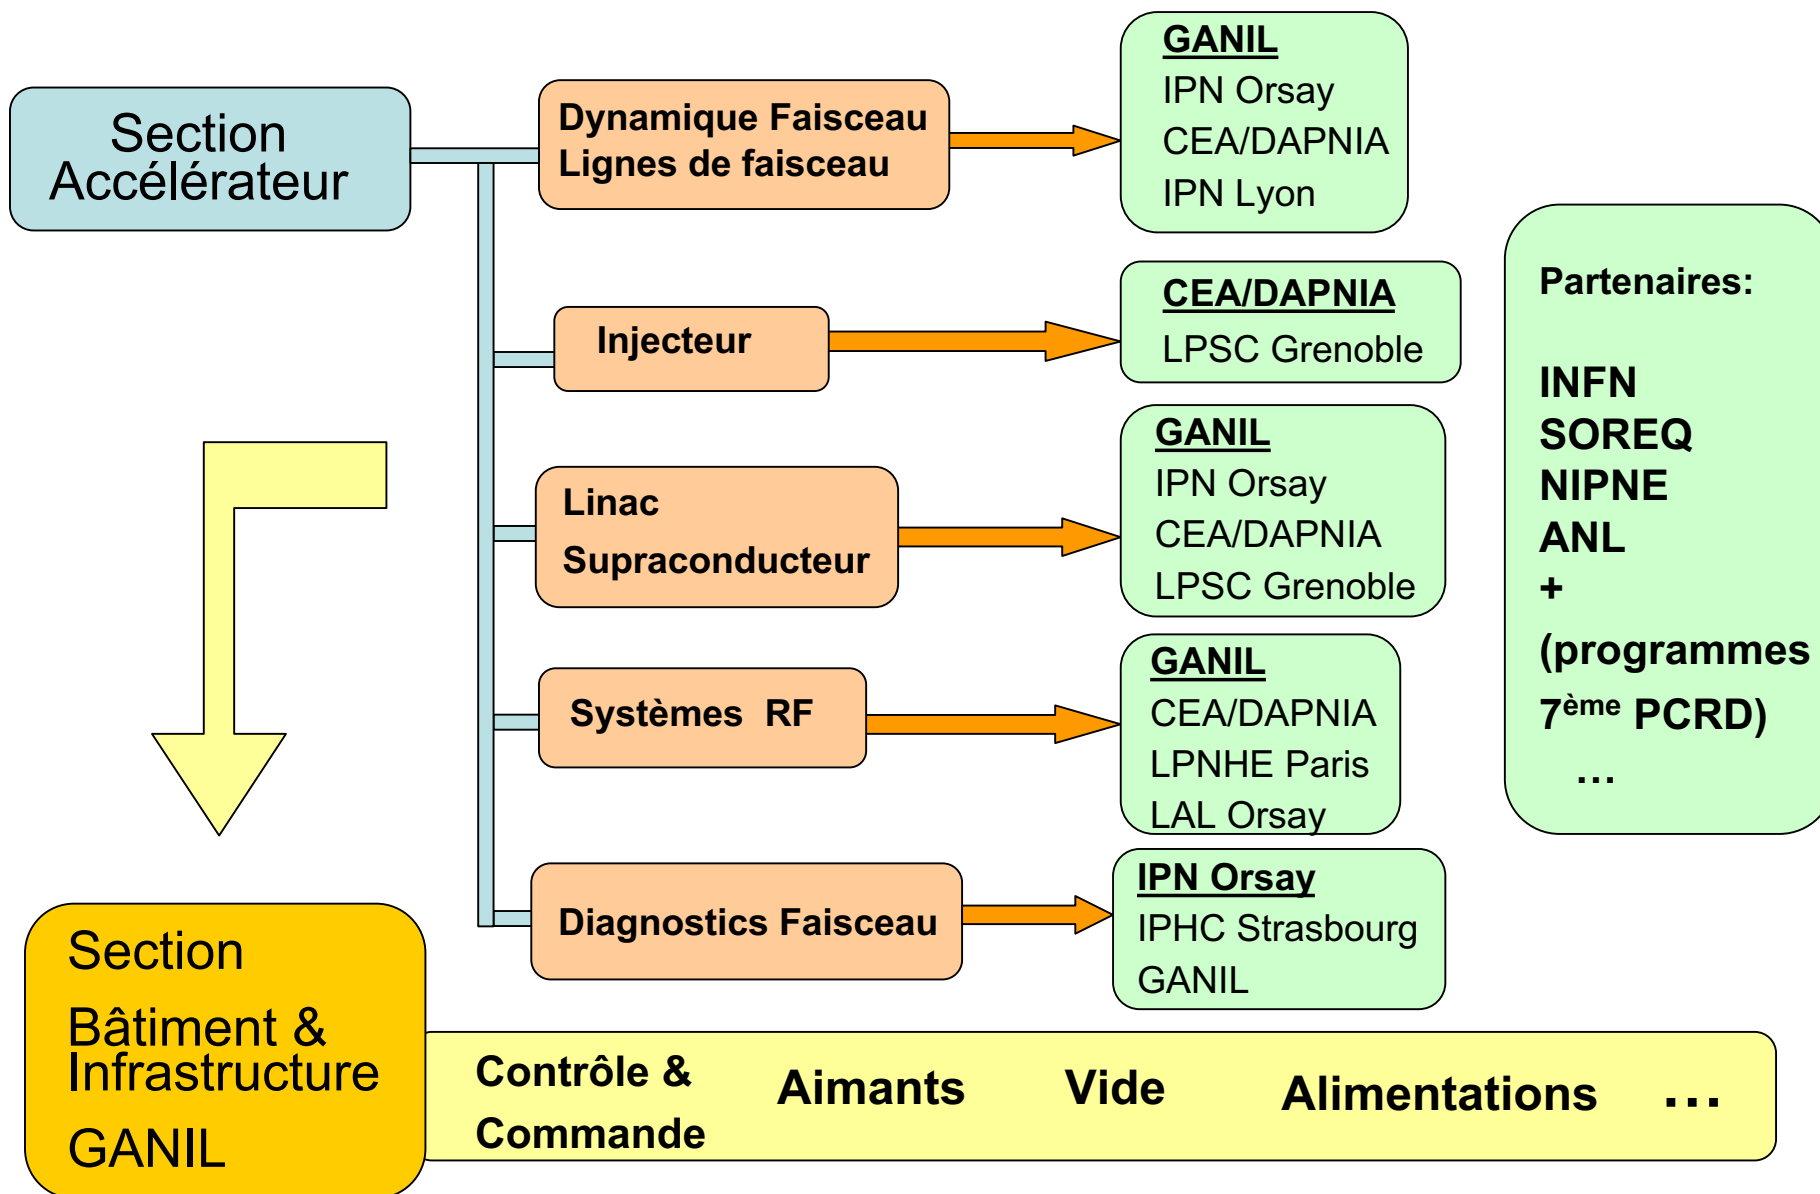 Section
Accélérateur
Dynamique Faisceau
Lignes de faisceau
GANIL
IPN Orsay
CEA/DAPNIA
IPN Lyon
Injecteur
CEA/DAPNIA
LPSC Grenoble
Linac
Supraconducteur
GANIL
IPN Orsay
CEA/DAPNIA
LPSC Grenoble
Systèmes RF
GANIL
CEA/DAPNIA
LPNHE Paris
LAL Orsay
Diagnostics Faisceau
IPN Orsay
IPHC Strasbourg
GANIL
Partenaires:
INFN
SOREQ
NIPNE
ANL
+
(programmes
7ème PCRD)
...
Section
Bâtiment &
Infrastructure
GANIL
Contrôle &
Commande
Aimants
Vide
Alimentations
...